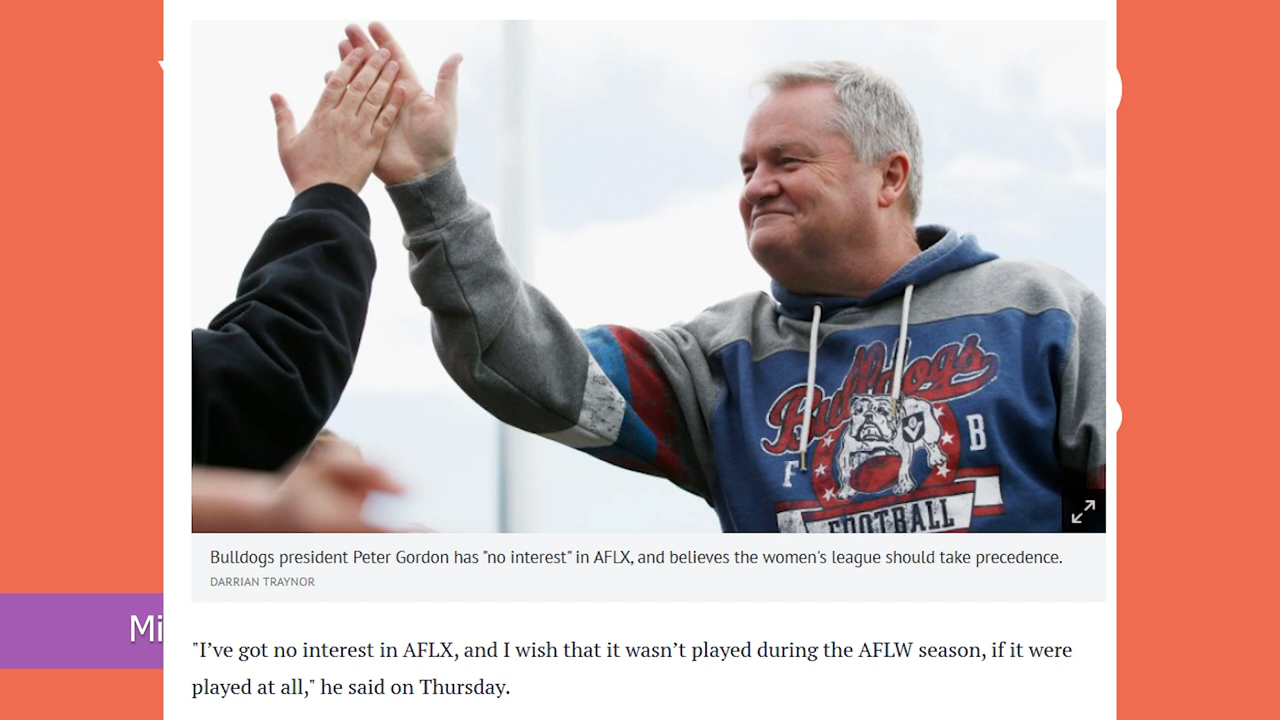 Bulldogs
F B
FOOTBALL
Bulldogs president Peter Gordon has "no interest" in AFLX, and believes the women's league should take precedence.
DARRIAN TRAYNOR
Mi
"I’ve got no interest in AFLX, and I wish that it wasn’t played during the AFLW season, if it were
played at all," he said on Thursday.